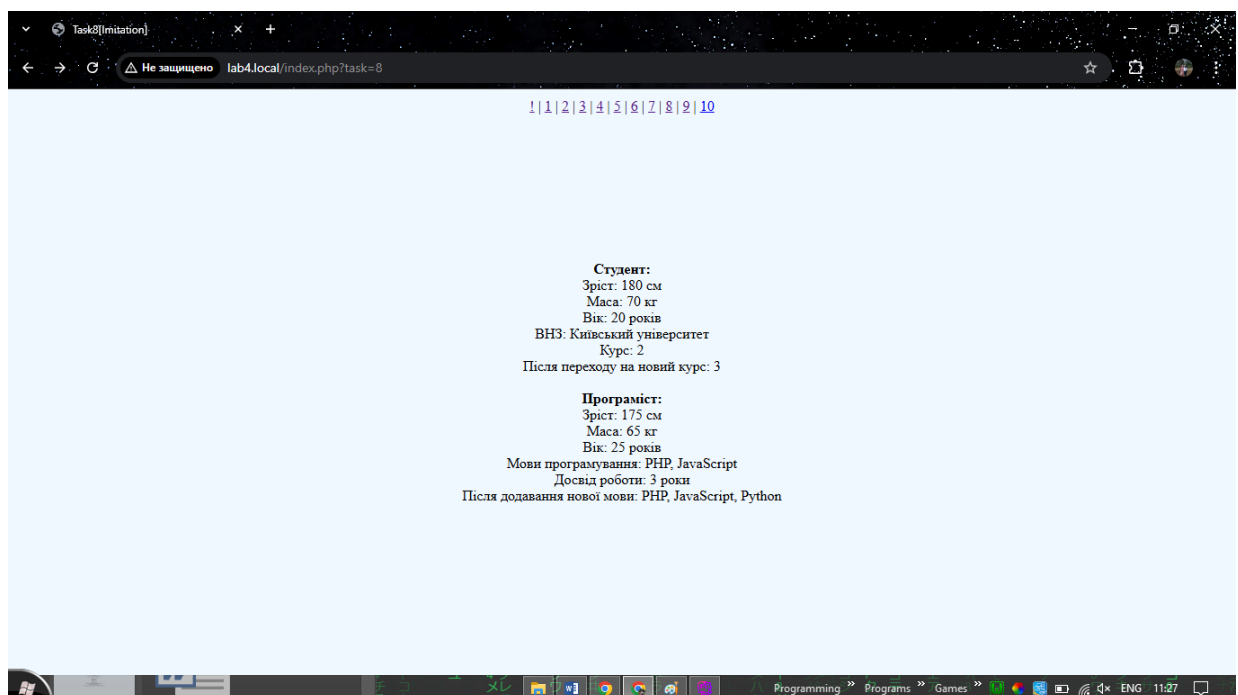 Task8[Imitation]
Не защищено lab4.local/index.php?task=8
! | 1 | 2 | 3 | 4 | 5 | 6 | 7 | 8 | 9 | 10
Студент:
Зріст: 180 см
Маса: 70 кг
Вік: 20 років
ВНЗ: Київський університет
Курс: 2
Після переходу на новий курс: 3
Програміст:
Зріст: 175 см
Маса: 65 кг
Вік: 25 років
Мови програмування: PHP, JavaScript
Досвід роботи: 3 роки
Після додавання нової мови: PHP, JavaScript, Python
Programming » Programs » Games » ENG 11:27